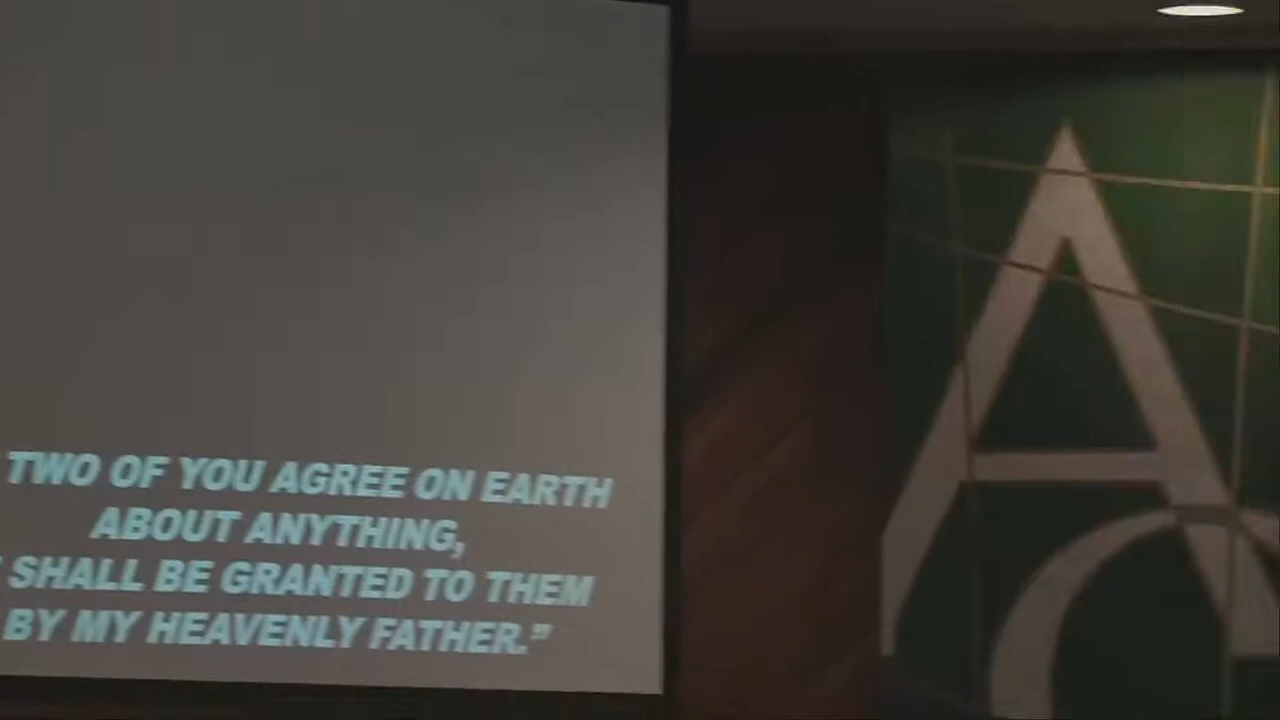 TWO OF YOU AGREE ON EARTH
ABOUT ANYTHING,
SHALL BE GRANTED TO THEM
BY MY HEAVENLY FATHER.”
A